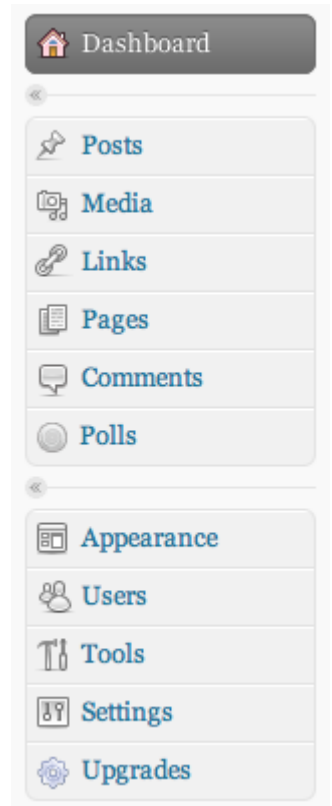 Dashboard
Posts
Media
Links
Pages
Comments
Polls
Appearance
Users
Tools
Settings
Upgrades